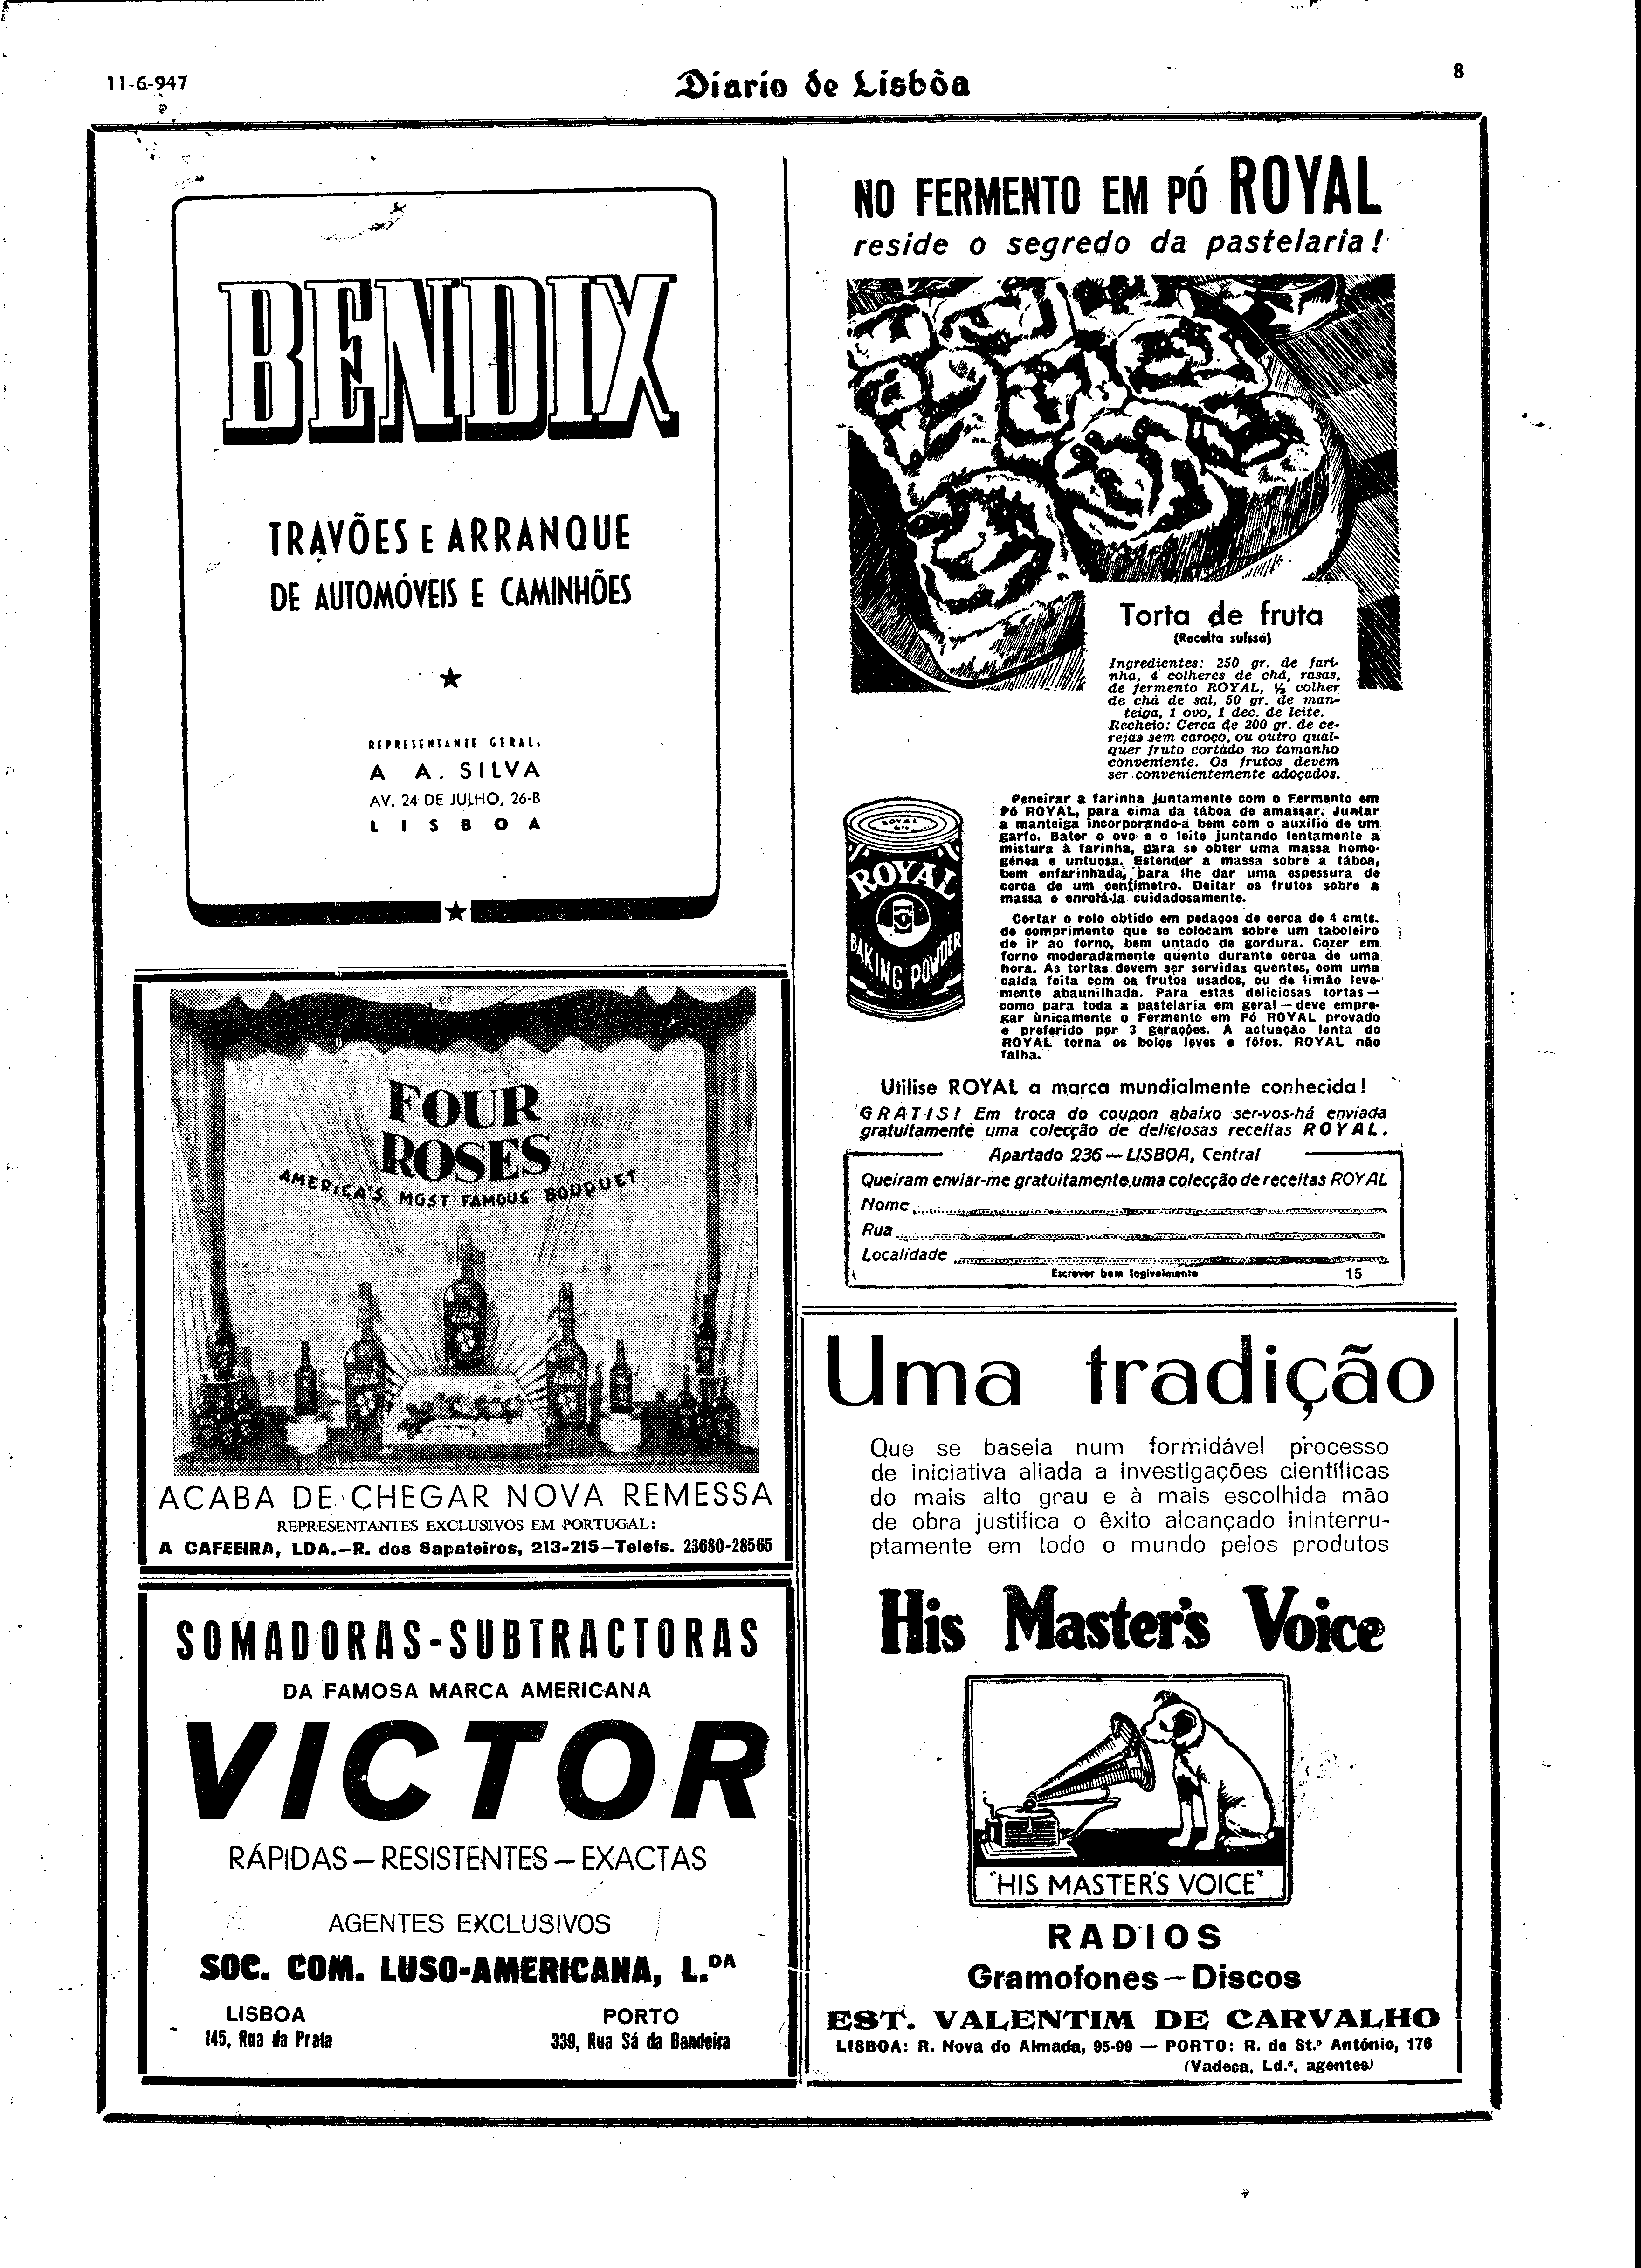 11-6-947
Diario de Lisbôa
8
BENDIX
TRAVÕES E ARRANQUE
DE AUTOMÓVEIS E CAMINHÕES
REPRESENTANTE GERAL,
A A. SILVA
AV. 24 DE JULHO, 26-B
LISBOA
FOUR
ROSES
AMERICA'S MOST FAMOUS BOUQUET
ACABA DE CHEGAR NOVA REMESSA
REPRESENTANTES EXCLUSIVOS EM PORTUGAL:
A CAFEEIRA, LDA.—R. dos Sapateiros, 213-215—Telefs. 23680-28565
SOMADORAS-SUBTRACTORAS
DA FAMOSA MARCA AMERICANA
VICTOR
RÁPIDAS — RESISTENTES — EXACTAS
AGENTES EXCLUSIVOS
SOC. COM. LUSO-AMERICANA, L.DA
LISBOA
145, Rua da Prata
PORTO
339, Rua Sá da Bandeira
NO FERMENTO EM PÓ ROYAL
reside o segredo da pastelaria!
Torta de fruta
(Receita suíssa)
Ingredientes: 250 gr. de fari-
nha, 4 colheres de chá, rasas,
de fermento ROYAL, ½ colher
de chá de sal, 50 gr. de man-
teiga, 1 ovo, 1 dec. de leite.
Recheio: Cerca de 200 gr. de ce-
rejas sem caroço, ou outro qual-
quer fruto cortado no tamanho
conveniente. Os frutos devem
ser convenientemente adoçados.
ROYAL
ROYAL
BAKING POWDER
Peneirar a farinha juntamente com o Fermento em
Pó ROYAL, para cima da táboa de amassar. Juntar
a manteiga incorporando-a bem com o auxílio de um
garfo. Bater o ovo e o leite juntando lentamente a
mistura à farinha, para se obter uma massa homo-
génea e untuosa. Estender a massa sobre a táboa,
bem enfarinhada, para lhe dar uma espessura de
cerca de um centímetro. Deitar os frutos sobre a
massa e enrolá-la cuidadosamente.
Cortar o rolo obtido em pedaços de cerca de 4 cmts.
de comprimento que se colocam sobre um taboleiro
de ir ao forno, bem untado de gordura. Cozer em
forno moderadamente quente durante cerca de uma
hora. As tortas devem ser servidas quentes, com uma
calda feita com os frutos usados, ou de limão leve-
mente abaunilhada. Para estas deliciosas tortas —
como para toda a pastelaria em geral — deve empre-
gar ùnicamente o Fermento em Pó ROYAL provado
e preferido por 3 gerações. A actuação lenta do
ROYAL torna os bolos leves e fôfos. ROYAL não
falha.
Utilise ROYAL a marca mundialmente conhecida!
GRATIS! Em troca do coupon abaixo ser-vos-há enviada
gratuitamente uma colecção de deliciosas receitas ROYAL.
Apartado 236 — LISBOA, Central
Queiram enviar-me gratuitamente uma colecção de receitas ROYAL
Nome
Rua
Localidade
Escrever bem legivelmente 15
Uma tradição
Que se baseia num formidável processo
de iniciativa aliada a investigações científicas
do mais alto grau e à mais escolhida mão
de obra justifica o êxito alcançado ininterru-
ptamente em todo o mundo pelos produtos
His Master's Voice
"HIS MASTER'S VOICE"
RADIOS
Gramofones — Discos
EST. VALENTIM DE CARVALHO
LISBOA: R. Nova do Almada, 95-99 — PORTO: R. de St.º António, 176
(Vadeca, Ld.ª, agentes)